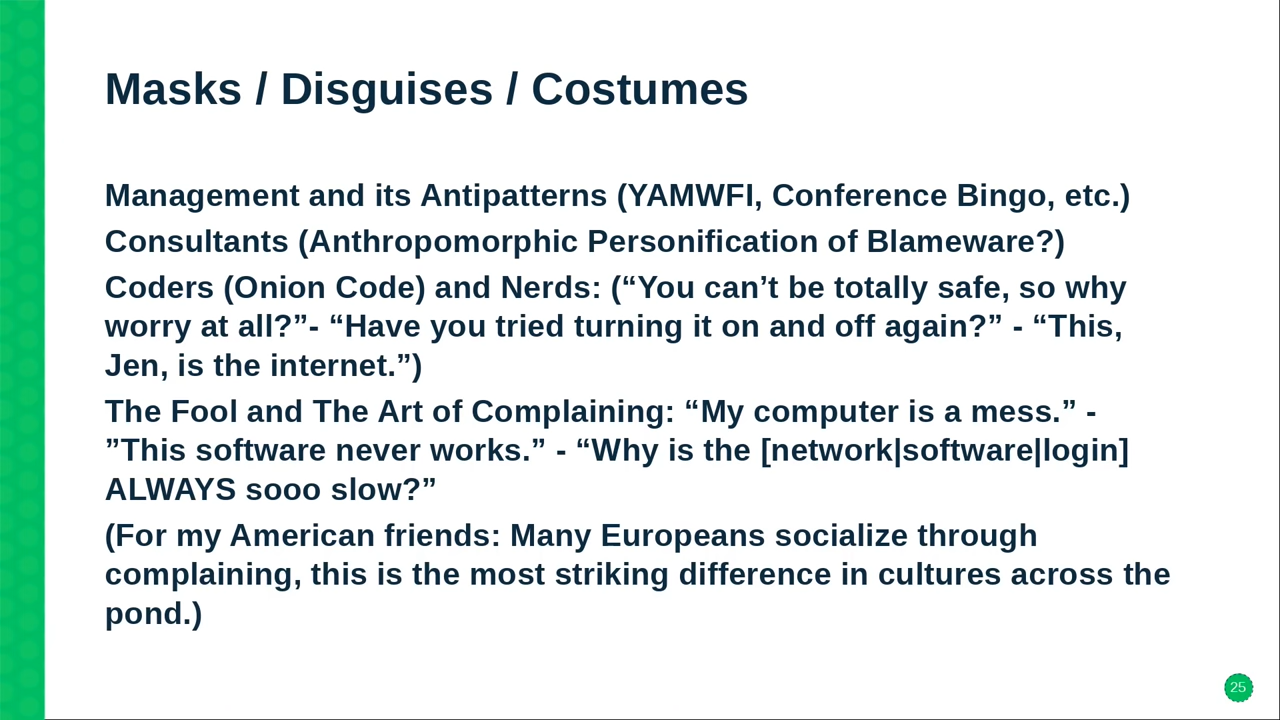 Masks / Disguises / Costumes
Management and its Antipatterns (YAMWFI, Conference Bingo, etc.)
Consultants (Anthropomorphic Personification of Blameware?)
Coders (Onion Code) and Nerds: (“You can’t be totally safe, so why
worry at all?”- “Have you tried turning it on and off again?” - “This,
Jen, is the internet.”)
The Fool and The Art of Complaining: “My computer is a mess.” -
”This software never works.” - “Why is the [network|software|login]
ALWAYS sooo slow?”
(For my American friends: Many Europeans socialize through
complaining, this is the most striking difference in cultures across the
pond.)
25